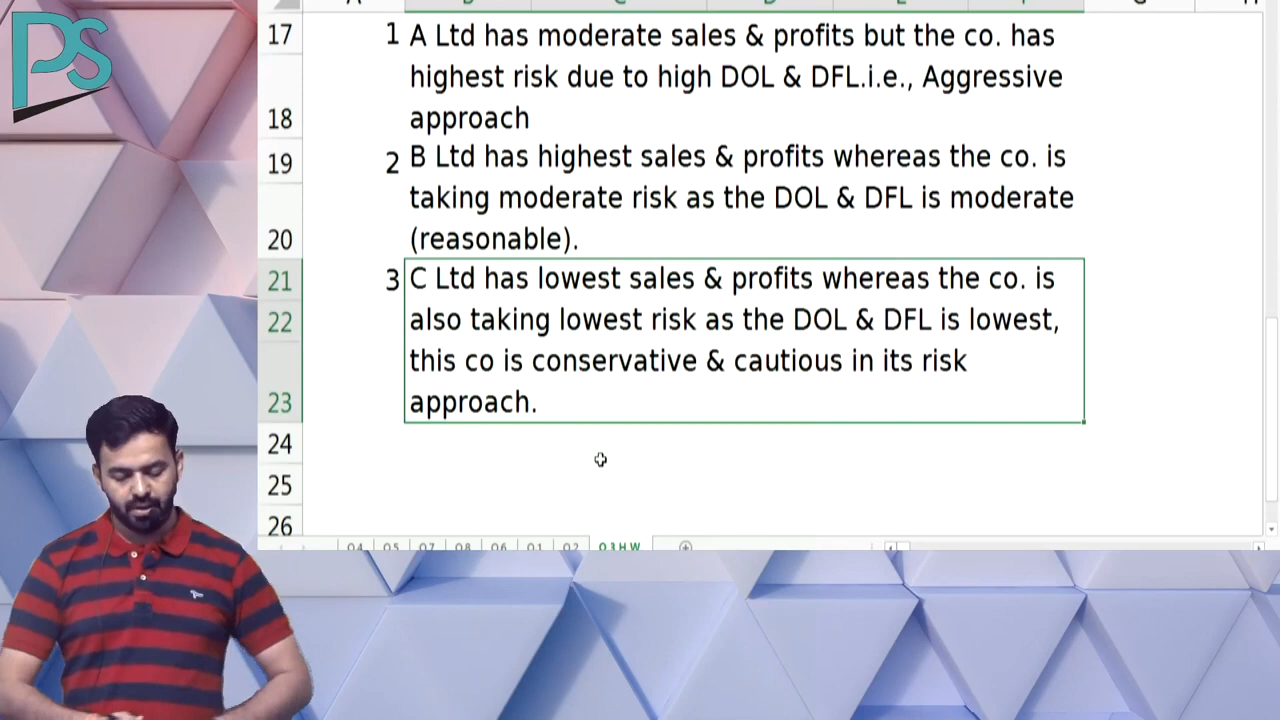 PS
17
1
A Ltd has moderate sales & profits but the co. has
highest risk due to high DOL & DFL.i.e., Aggressive
18
approach
19
2
B Ltd has highest sales & profits whereas the co. is
taking moderate risk as the DOL & DFL is moderate
20
(reasonable).
21
3
C Ltd has lowest sales & profits whereas the co. is
22
also taking lowest risk as the DOL & DFL is lowest,
this co is conservative & cautious in its risk
23
approach.
24
25
26
Q3 H.W